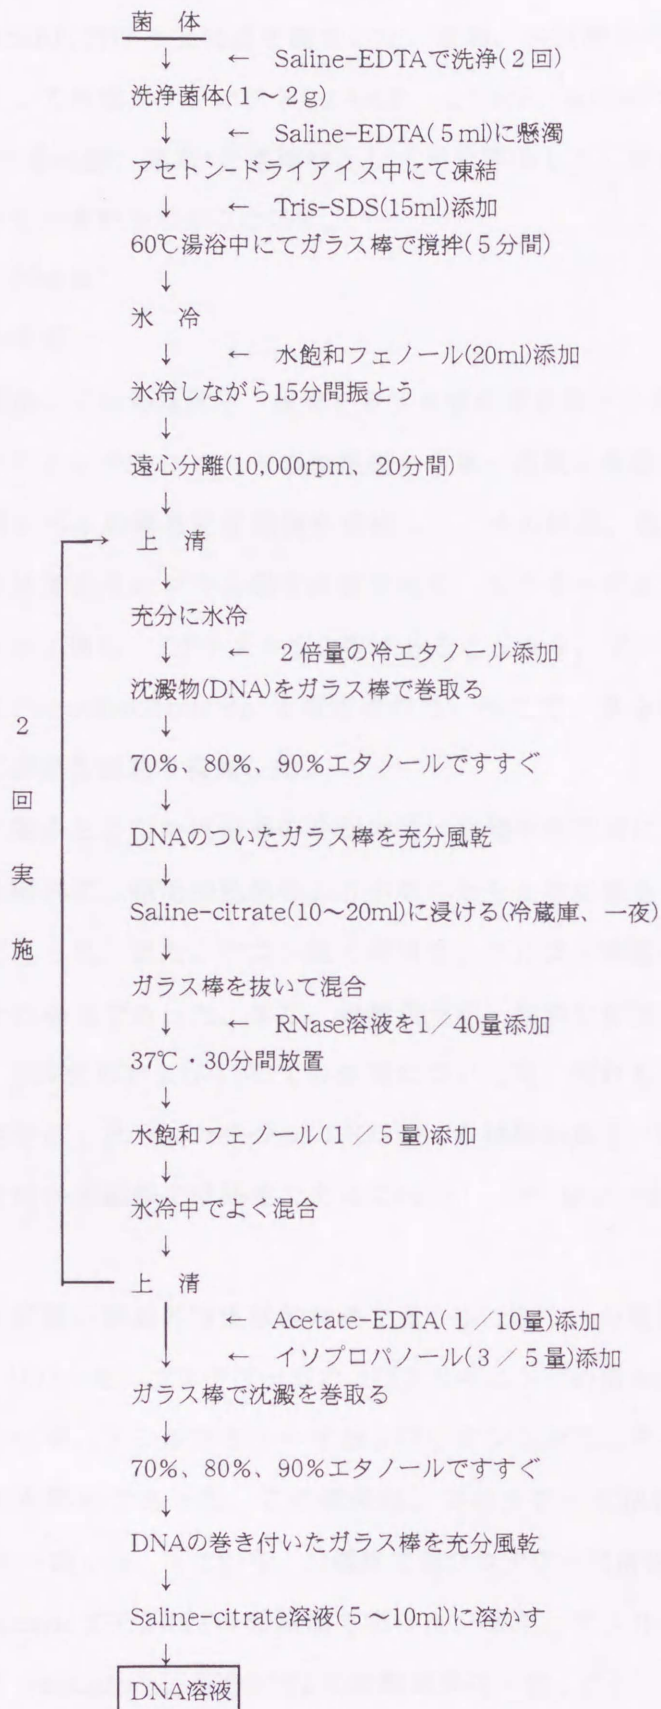 菌　体
↓　← Saline-EDTAで洗浄(2回)
洗浄菌体(1～2g)
↓　← Saline-EDTA(5ml)に懸濁
アセトン-ドライアイス中にて凍結
↓　← Tris-SDS(15ml)添加
60℃湯浴中にてガラス棒で撹拌(5分間)
↓
氷　冷
↓　← 水飽和フェノール(20ml)添加
氷冷しながら15分間振とう
↓
遠心分離(10,000rpm、20分間)
↓
上　清
↓
充分に氷冷
↓　← 2倍量の冷エタノール添加
沈澱物(DNA)をガラス棒で巻取る
↓
70%、80%、90%エタノールですすぐ
↓
DNAのついたガラス棒を充分風乾
↓
Saline-citrate(10～20ml)に浸ける(冷蔵庫、一夜)
↓
ガラス棒を抜いて混合
↓　← RNase溶液を1／40量添加
37℃・30分間放置
↓
水飽和フェノール(1／5量)添加
↓
氷冷中でよく混合
↓
上　清
2回実施
← Acetate-EDTA(1／10量)添加
↓　← イソプロパノール(3／5量)添加
ガラス棒で沈澱を巻取る
↓
70%、80%、90%エタノールですすぐ
↓
DNAの巻き付いたガラス棒を充分風乾
↓
Saline-citrate溶液(5～10ml)に溶かす
↓
DNA溶液